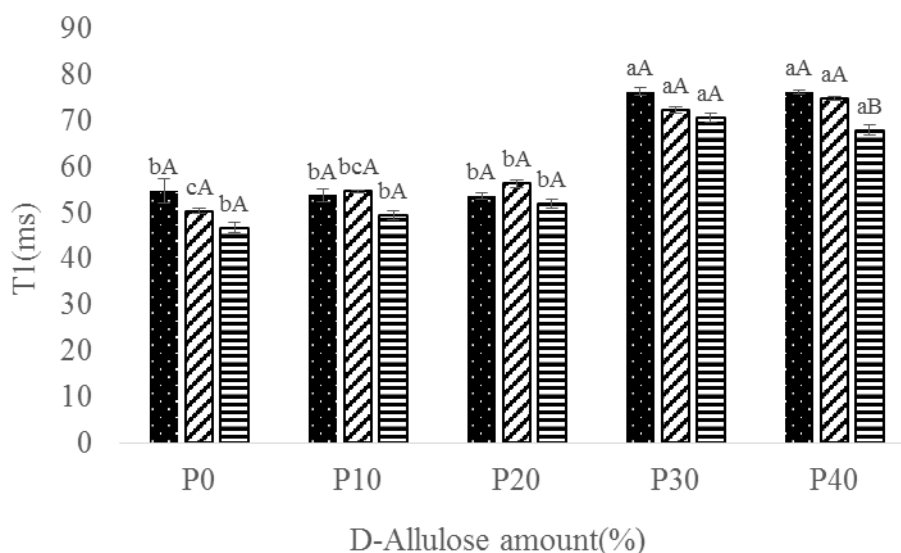 90
80
70
60
50
40
30
20
10
0
T1(ms)
bA cA bA
bA bcA bA
bA bA bA
aA aA aA
aA aA aB
P0 P10 P20 P30 P40
D-Allulose amount(%)